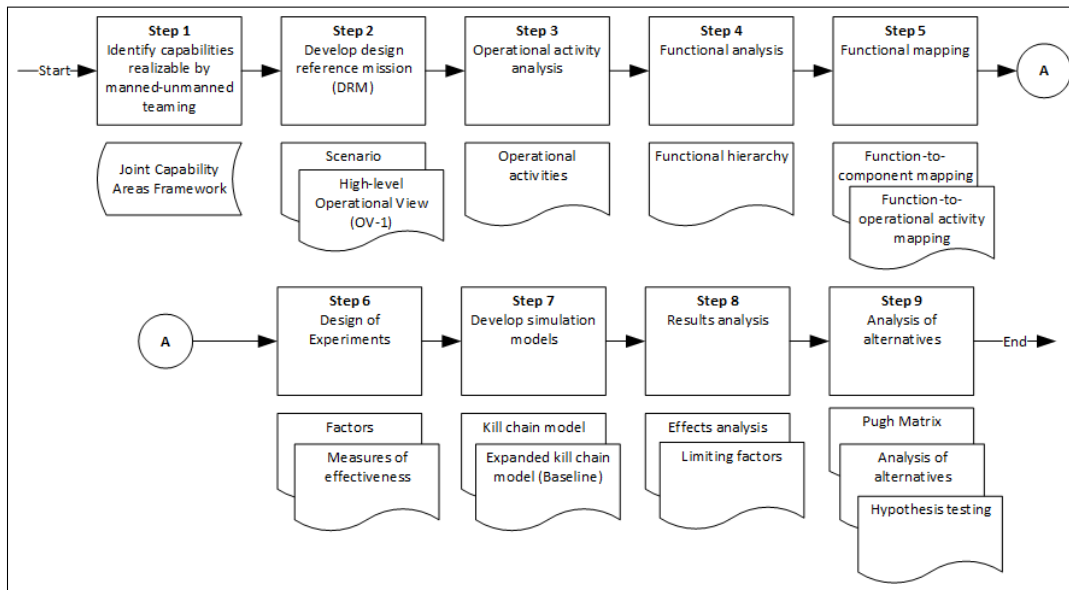 Start
Step 1
Identify capabilities
realizable by
manned-unmanned
teaming
Step 2
Develop design
reference mission
(DRM)
Step 3
Operational activity
analysis
Step 4
Functional analysis
Step 5
Functional mapping
A
Joint Capability
Areas Framework
Scenario
High-level
Operational View
(OV-1)
Operational
activities
Functional hierarchy
Function-to-
component mapping
Function-to-
operational activity
mapping
A
Step 6
Design of
Experiments
Step 7
Develop simulation
models
Step 8
Results analysis
Step 9
Analysis of
alternatives
End
Factors
Measures of
effectiveness
Kill chain model
Expanded kill chain
model (Baseline)
Effects analysis
Limiting factors
Pugh Matrix
Analysis of
alternatives
Hypothesis testing